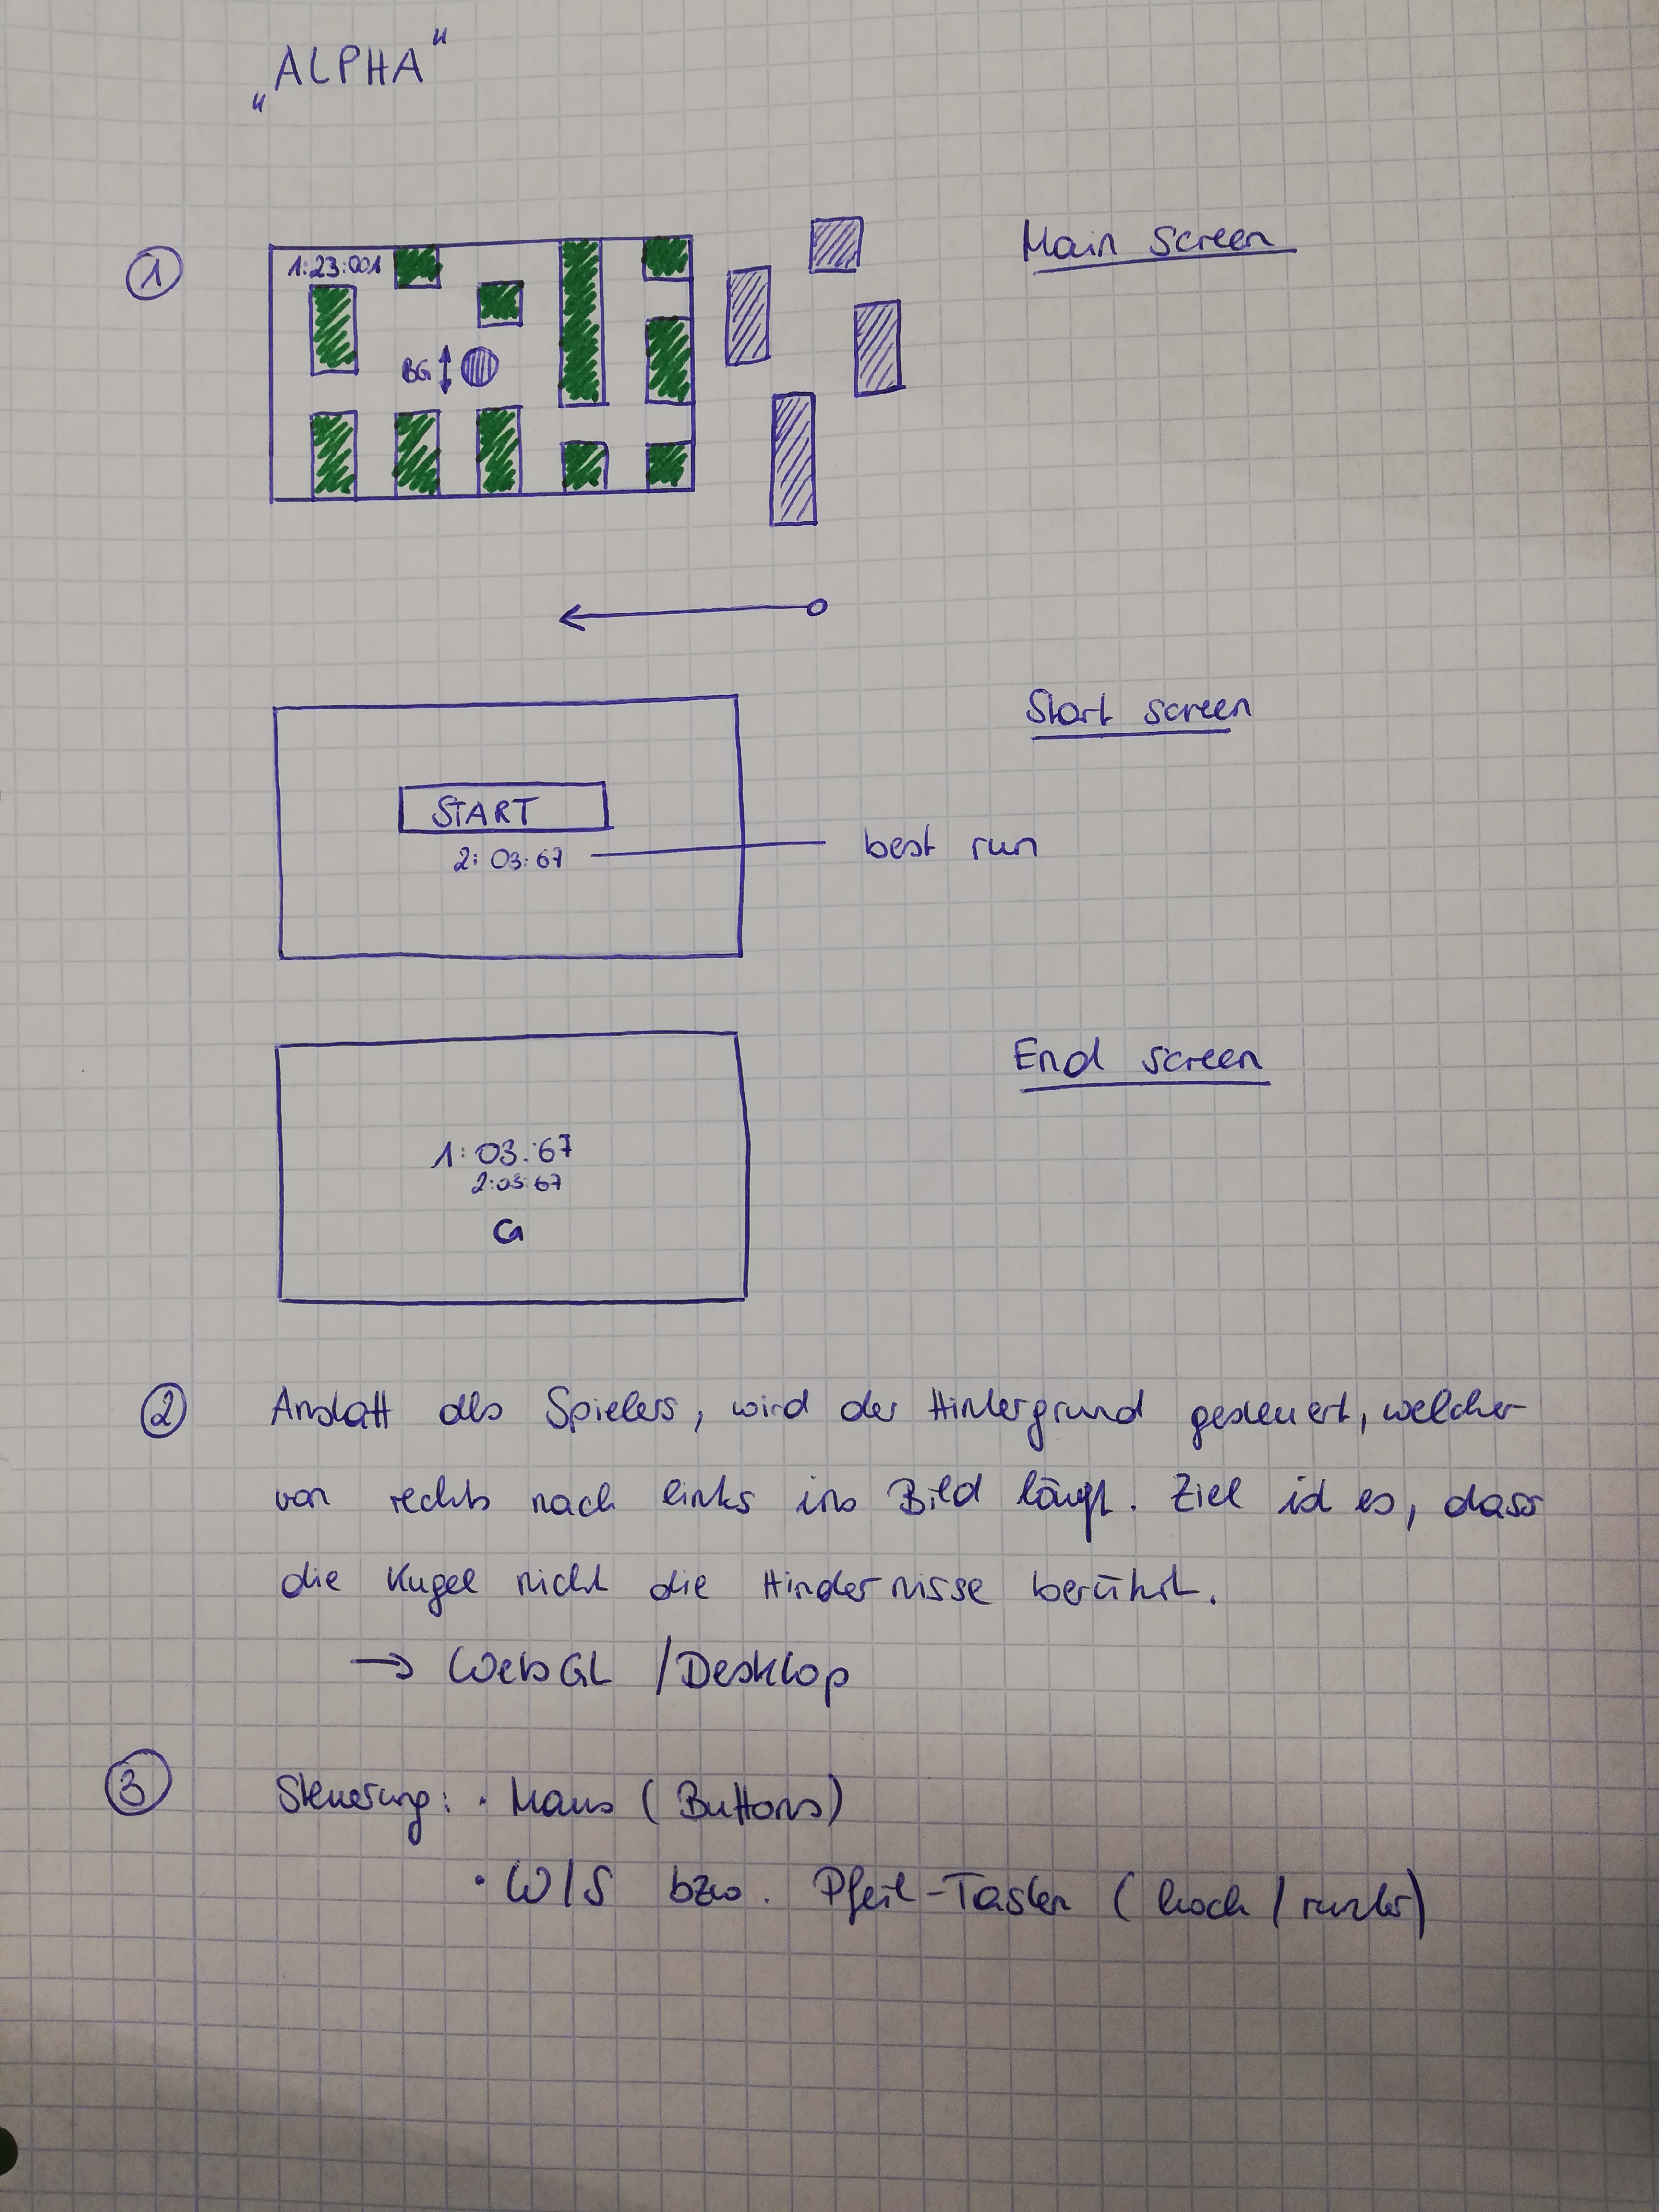 „ALPHA“
① Main Screen
1:23:001
BG
Start screen
START
2:03:67 best run
End screen
1:03:67
2:03:67
② Anstatt des Spielers, wird der Hintergrund gesteuert, welcher
von rechts nach links ins Bild läuft. Ziel ist es, dass
die Kugel nicht die Hindernisse berührt.
→ WebGL / Desktop
③ Steuerung: • Maus (Buttons)
• W/S bzw. Pfeil-Tasten (hoch / runter)